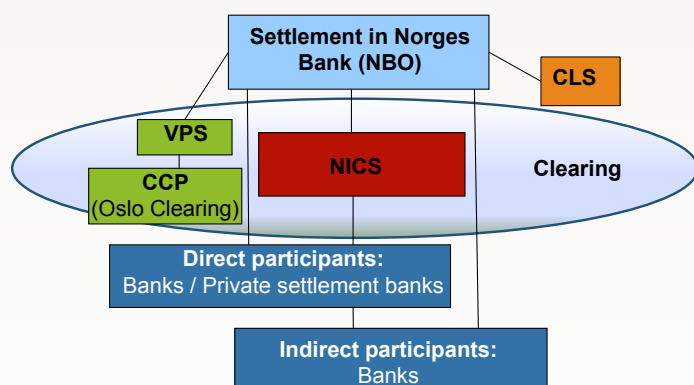 Settlement in Norges
Bank (NBO)
CLS
VPS
NICS
Clearing
CCP
(Oslo Clearing)
Direct participants:
Banks / Private settlement banks
Indirect participants:
Banks